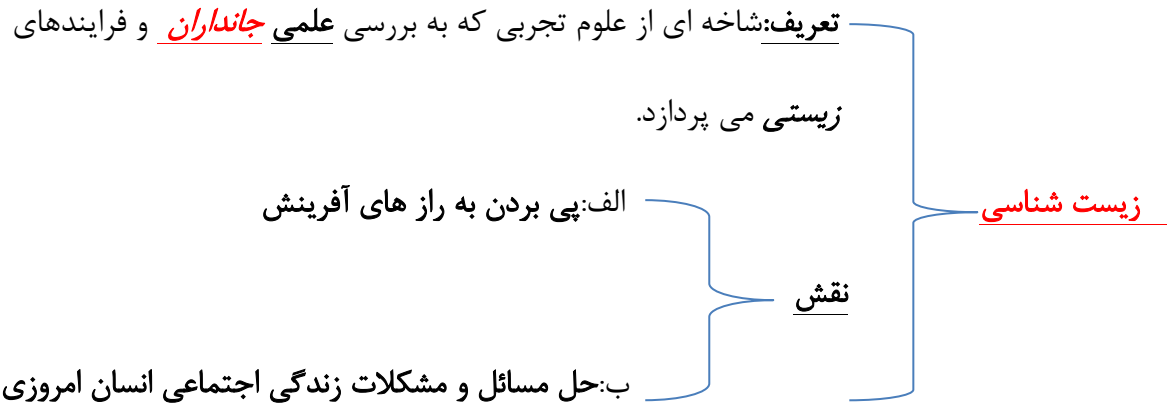 تعریف:شاخه ای از علوم تجربی که به بررسی علمی جانداران و فرایندهای
زیستی می پردازد.
زیست شناسی
الف:پی بردن به راز های آفرینش
نقش
ب:حل مسائل و مشکلات زندگی اجتماعی انسان امروزی